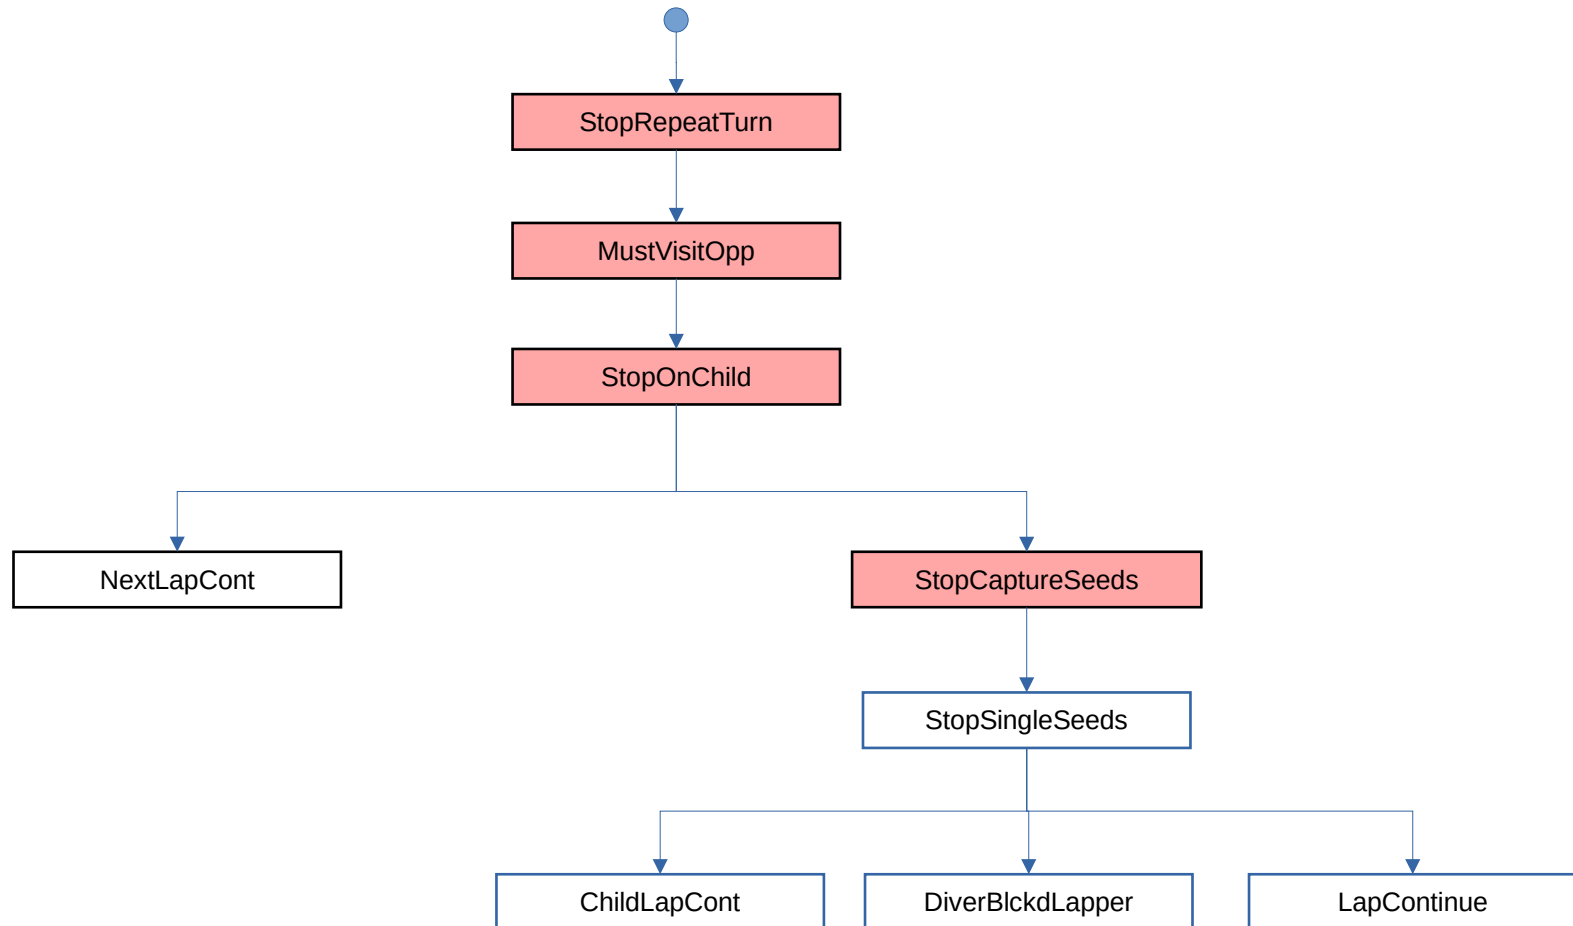 StopRepeatTurn
MustVisitOpp
StopOnChild
NextLapCont
StopCaptureSeeds
StopSingleSeeds
ChildLapCont
DiverBlckdLapper
LapContinue